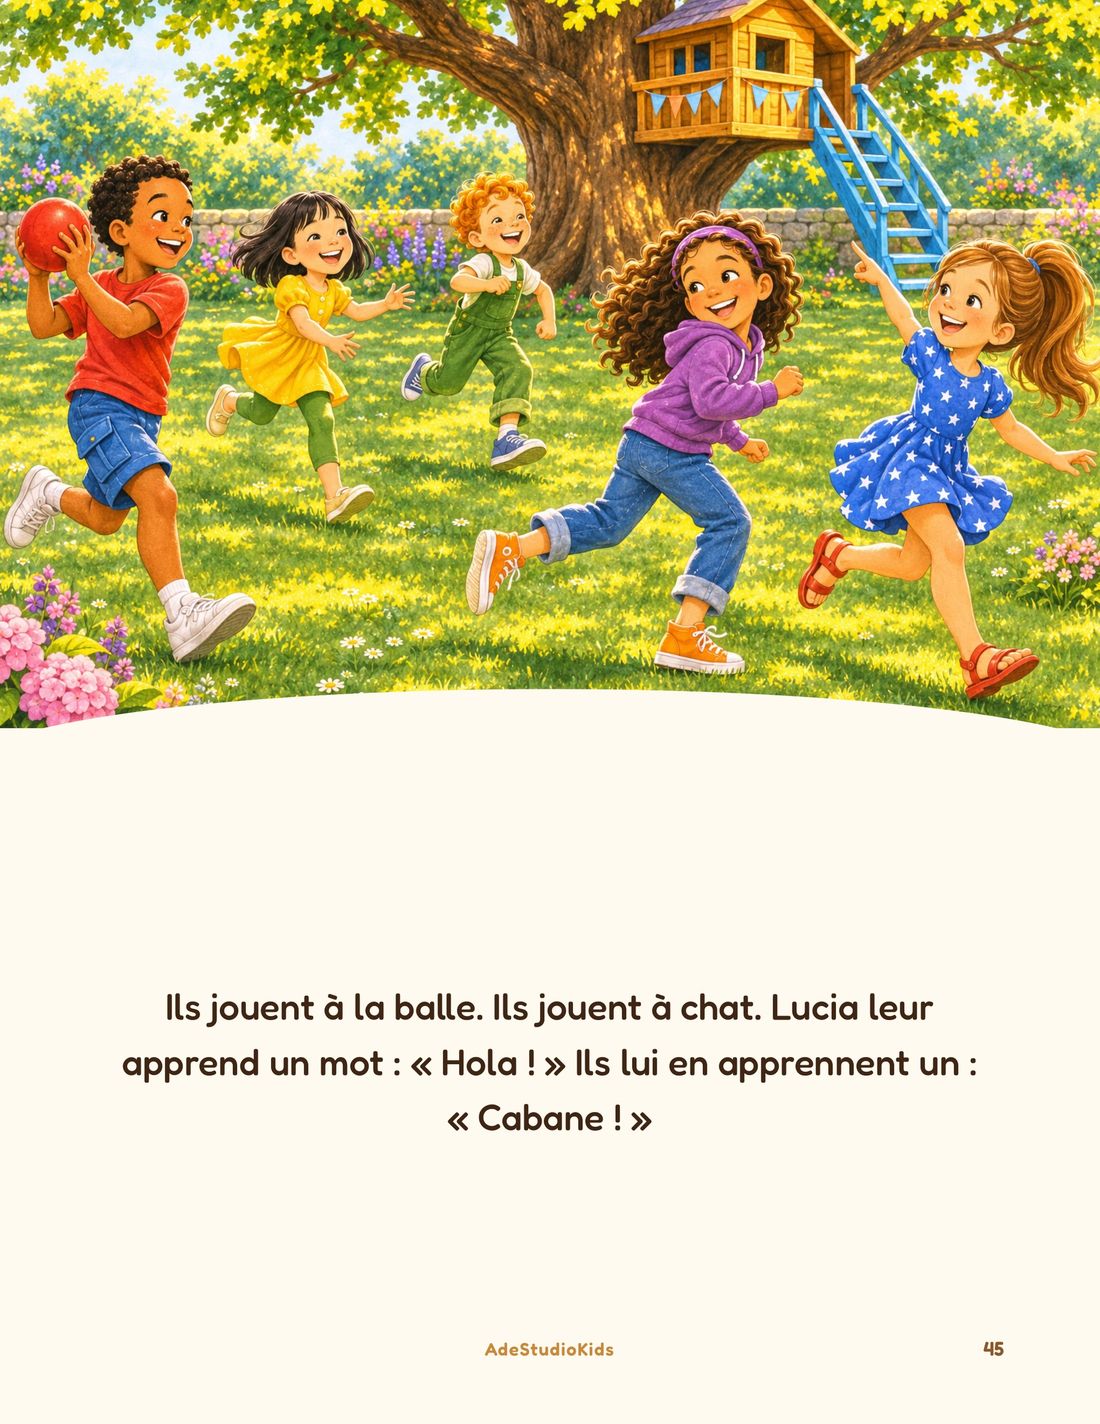 Ils jouent à la balle. Ils jouent à chat. Lucia leur
apprend un mot : « Hola ! » Ils lui en apprennent un :
« Cabane ! »
AdeStudioKids
45